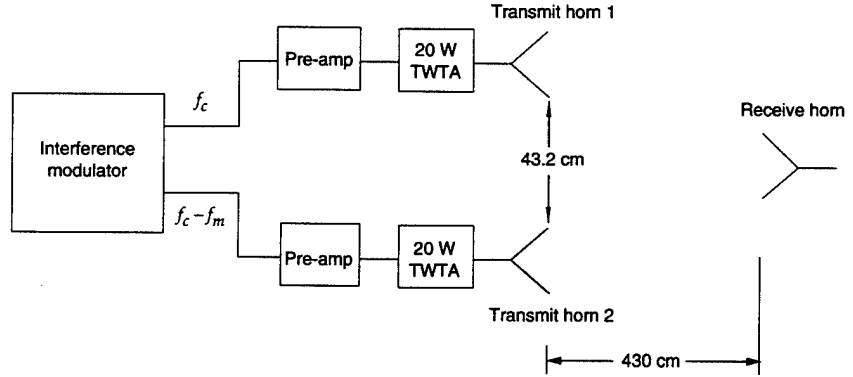 Transmit horn 1
Pre-amp
20 W
TWTA
f_c
Receive horn
Interference
modulator
43.2 cm
f_c – f_m
Pre-amp
20 W
TWTA
Transmit horn 2
430 cm